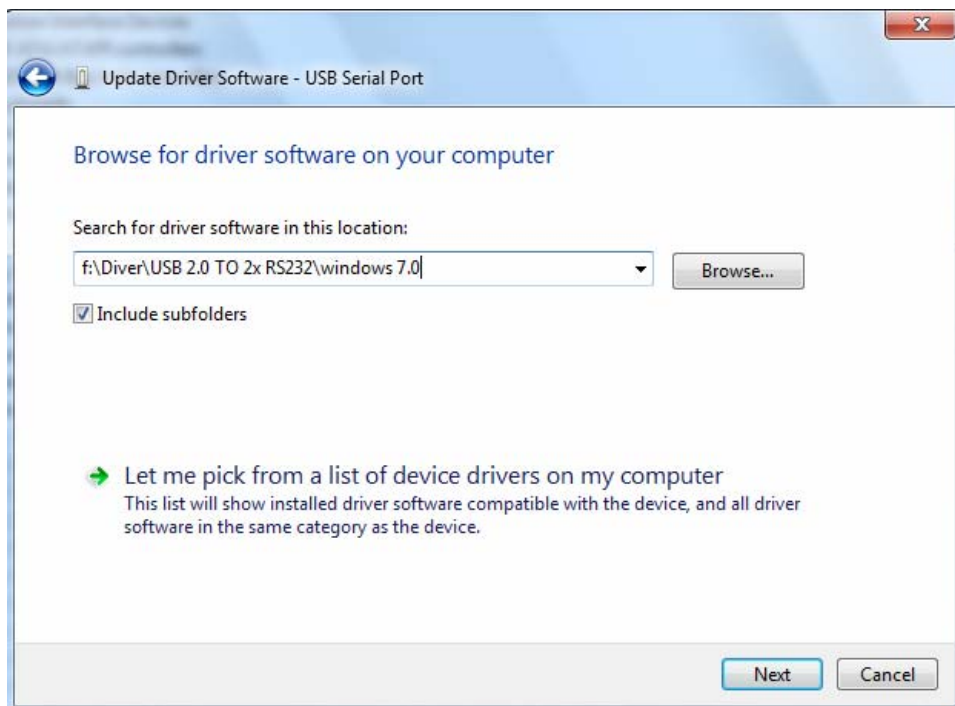 Update Driver Software - USB Serial Port
Browse for driver software on your computer
Search for driver software in this location:
f:\Diver\USB 2.0 TO 2x RS232\windows 7.0
Browse...
Include subfolders
Let me pick from a list of device drivers on my computer
This list will show installed driver software compatible with the device, and all driver
software in the same category as the device.
Next
Cancel